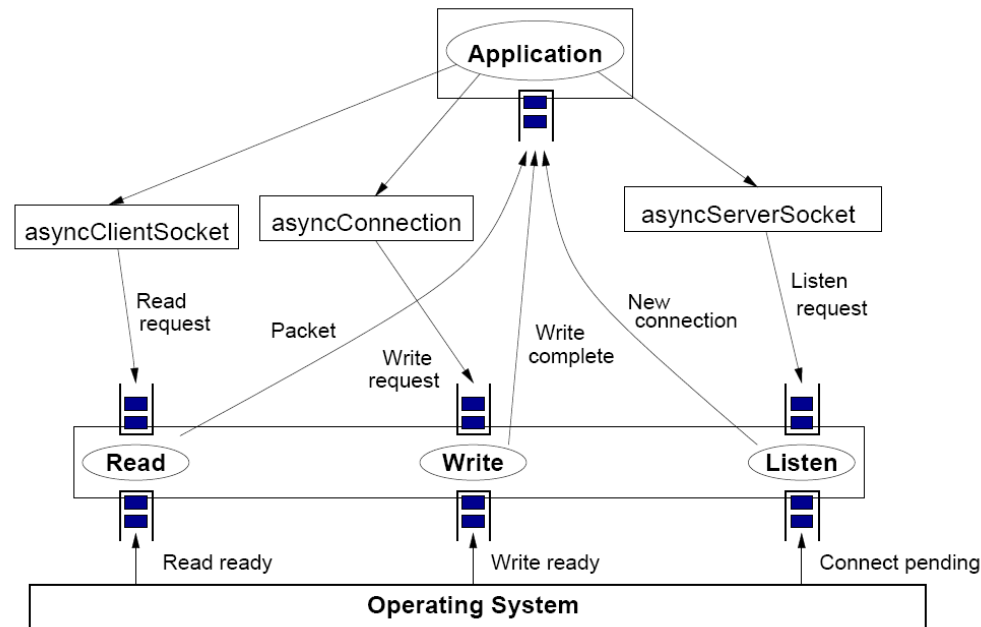 Application
asyncClientSocket
asyncConnection
asyncServerSocket
Read
request
Packet
Write
request
Write
complete
New
connection
Listen
request
Read
Write
Listen
Read ready
Write ready
Connect pending
Operating System